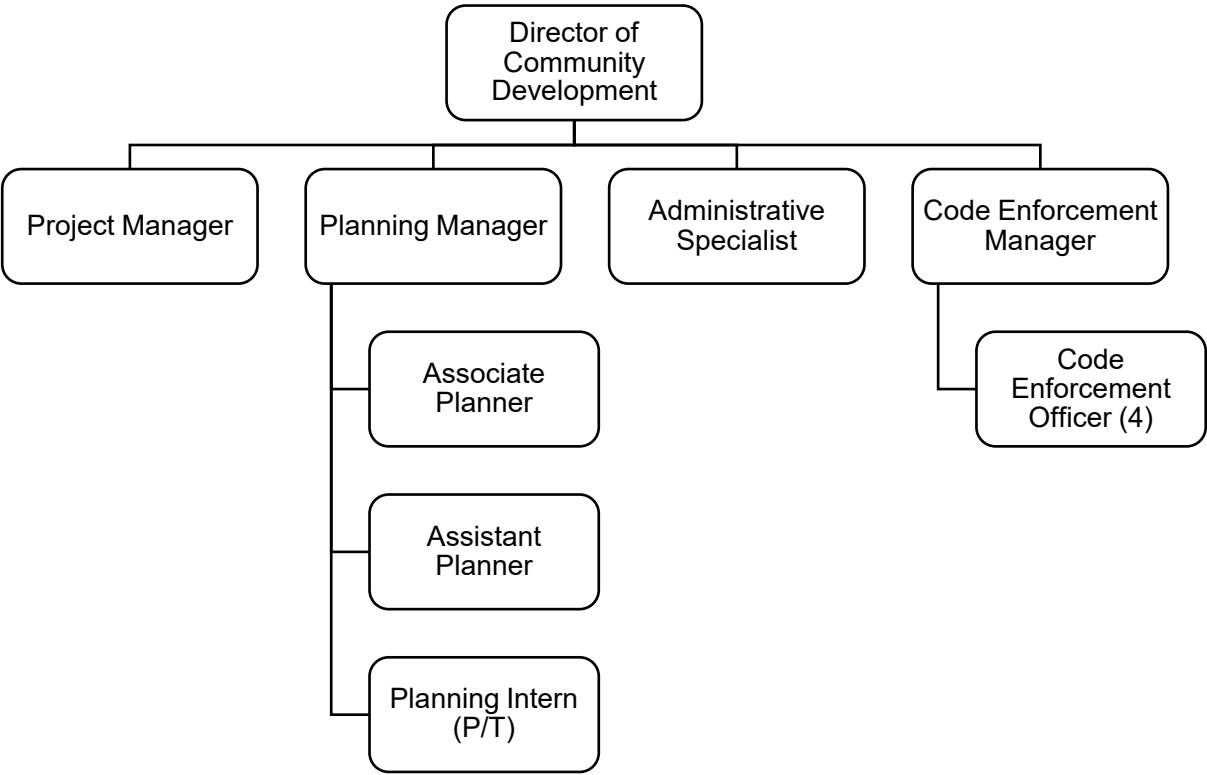 Director of
Community
Development
Project Manager
Planning Manager
Administrative
Specialist
Code Enforcement
Manager
Associate
Planner
Code
Enforcement
Officer (4)
Assistant
Planner
Planning Intern
(P/T)